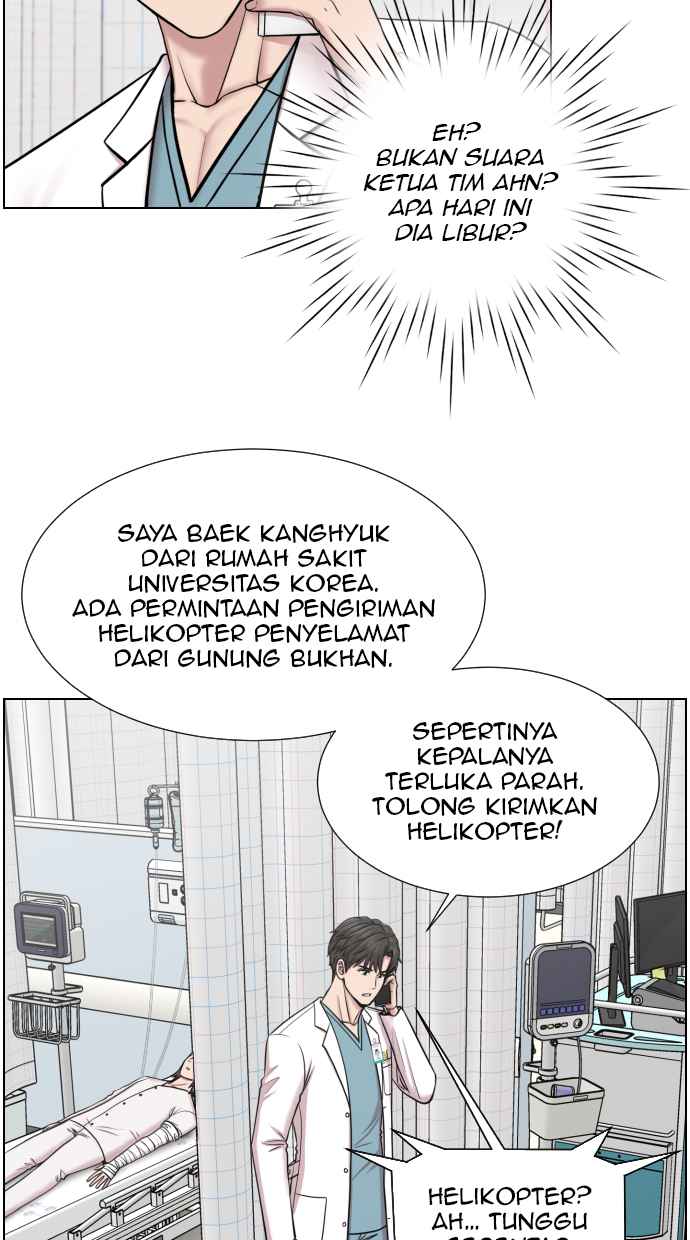 EH?
BUKAN SUARA
KETUA TIM AHN?
APA HARI INI
DIA LIBUR?
SAYA BAEK KANGHYUK
DARI RUMAH SAKIT
UNIVERSITAS KOREA.
ADA PERMINTAAN PENGIRIMAN
HELIKOPTER PENYELAMAT
DARI GUNUNG BUKHAN.
SEPERTINYA
KEPALANYA
TERLUKA PARAH.
TOLONG KIRIMKAN
HELIKOPTER!
HELIKOPTER?
AH... TUNGGU